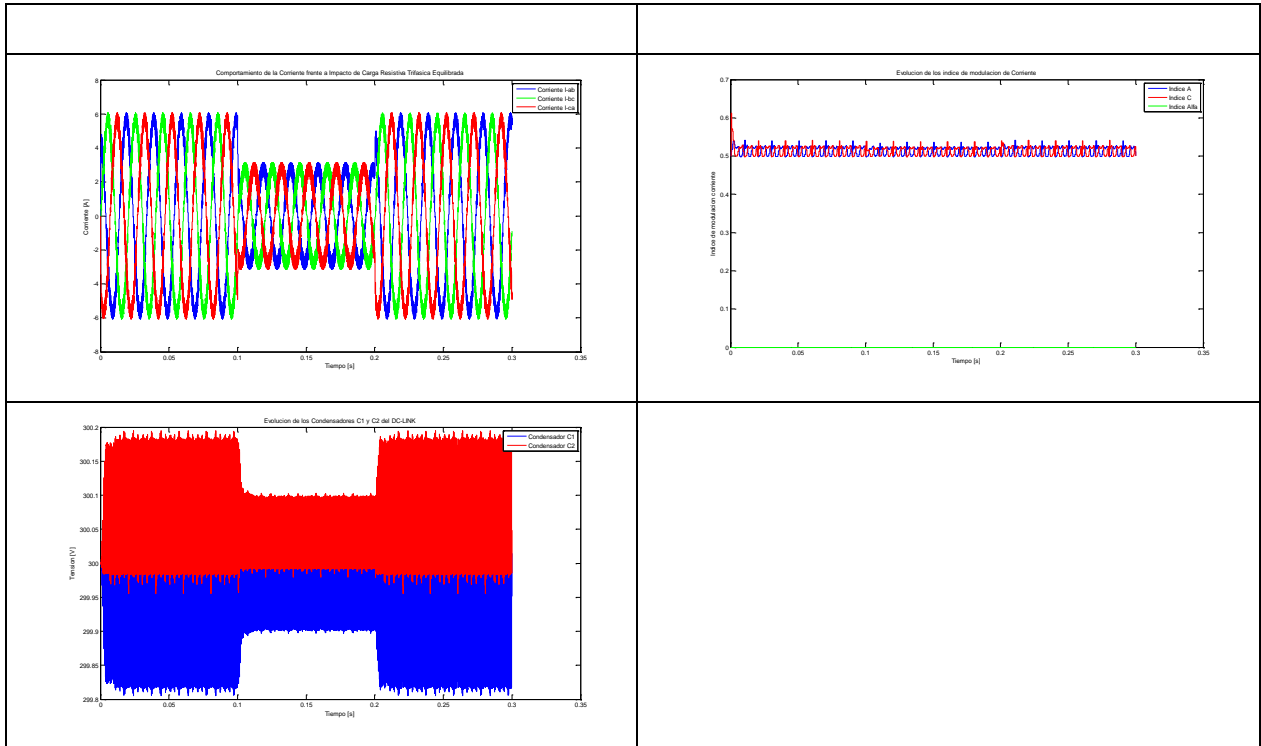 Comportamiento de la Corriente frente a Impacto de Carga Resistiva Trifasica Equilibrada
8
6
4
2
0
-2
-4
-6
-8
Corriente [A]
Corriente I-ab
Corriente I-bc
Corriente I-ca
0
0.05
0.1
0.15
0.2
0.25
0.3
0.35
Tiempo [s]
Evolucion de los indice de modulacion de Corriente
0.7
0.6
0.5
0.4
0.3
0.2
0.1
0
Indice de modulacion corriente
Indice A
Indice C
Indice Alfa
0
0.05
0.1
0.15
0.2
0.25
0.3
0.35
Tiempo [s]
Evolucion de los Condensadores C1 y C2 del DC-LINK
300.2
300.15
300.1
300.05
300
299.95
299.9
299.85
299.8
Tension [V]
Condensador C1
Condensador C2
0
0.05
0.1
0.15
0.2
0.25
0.3
0.35
Tiempo [s]